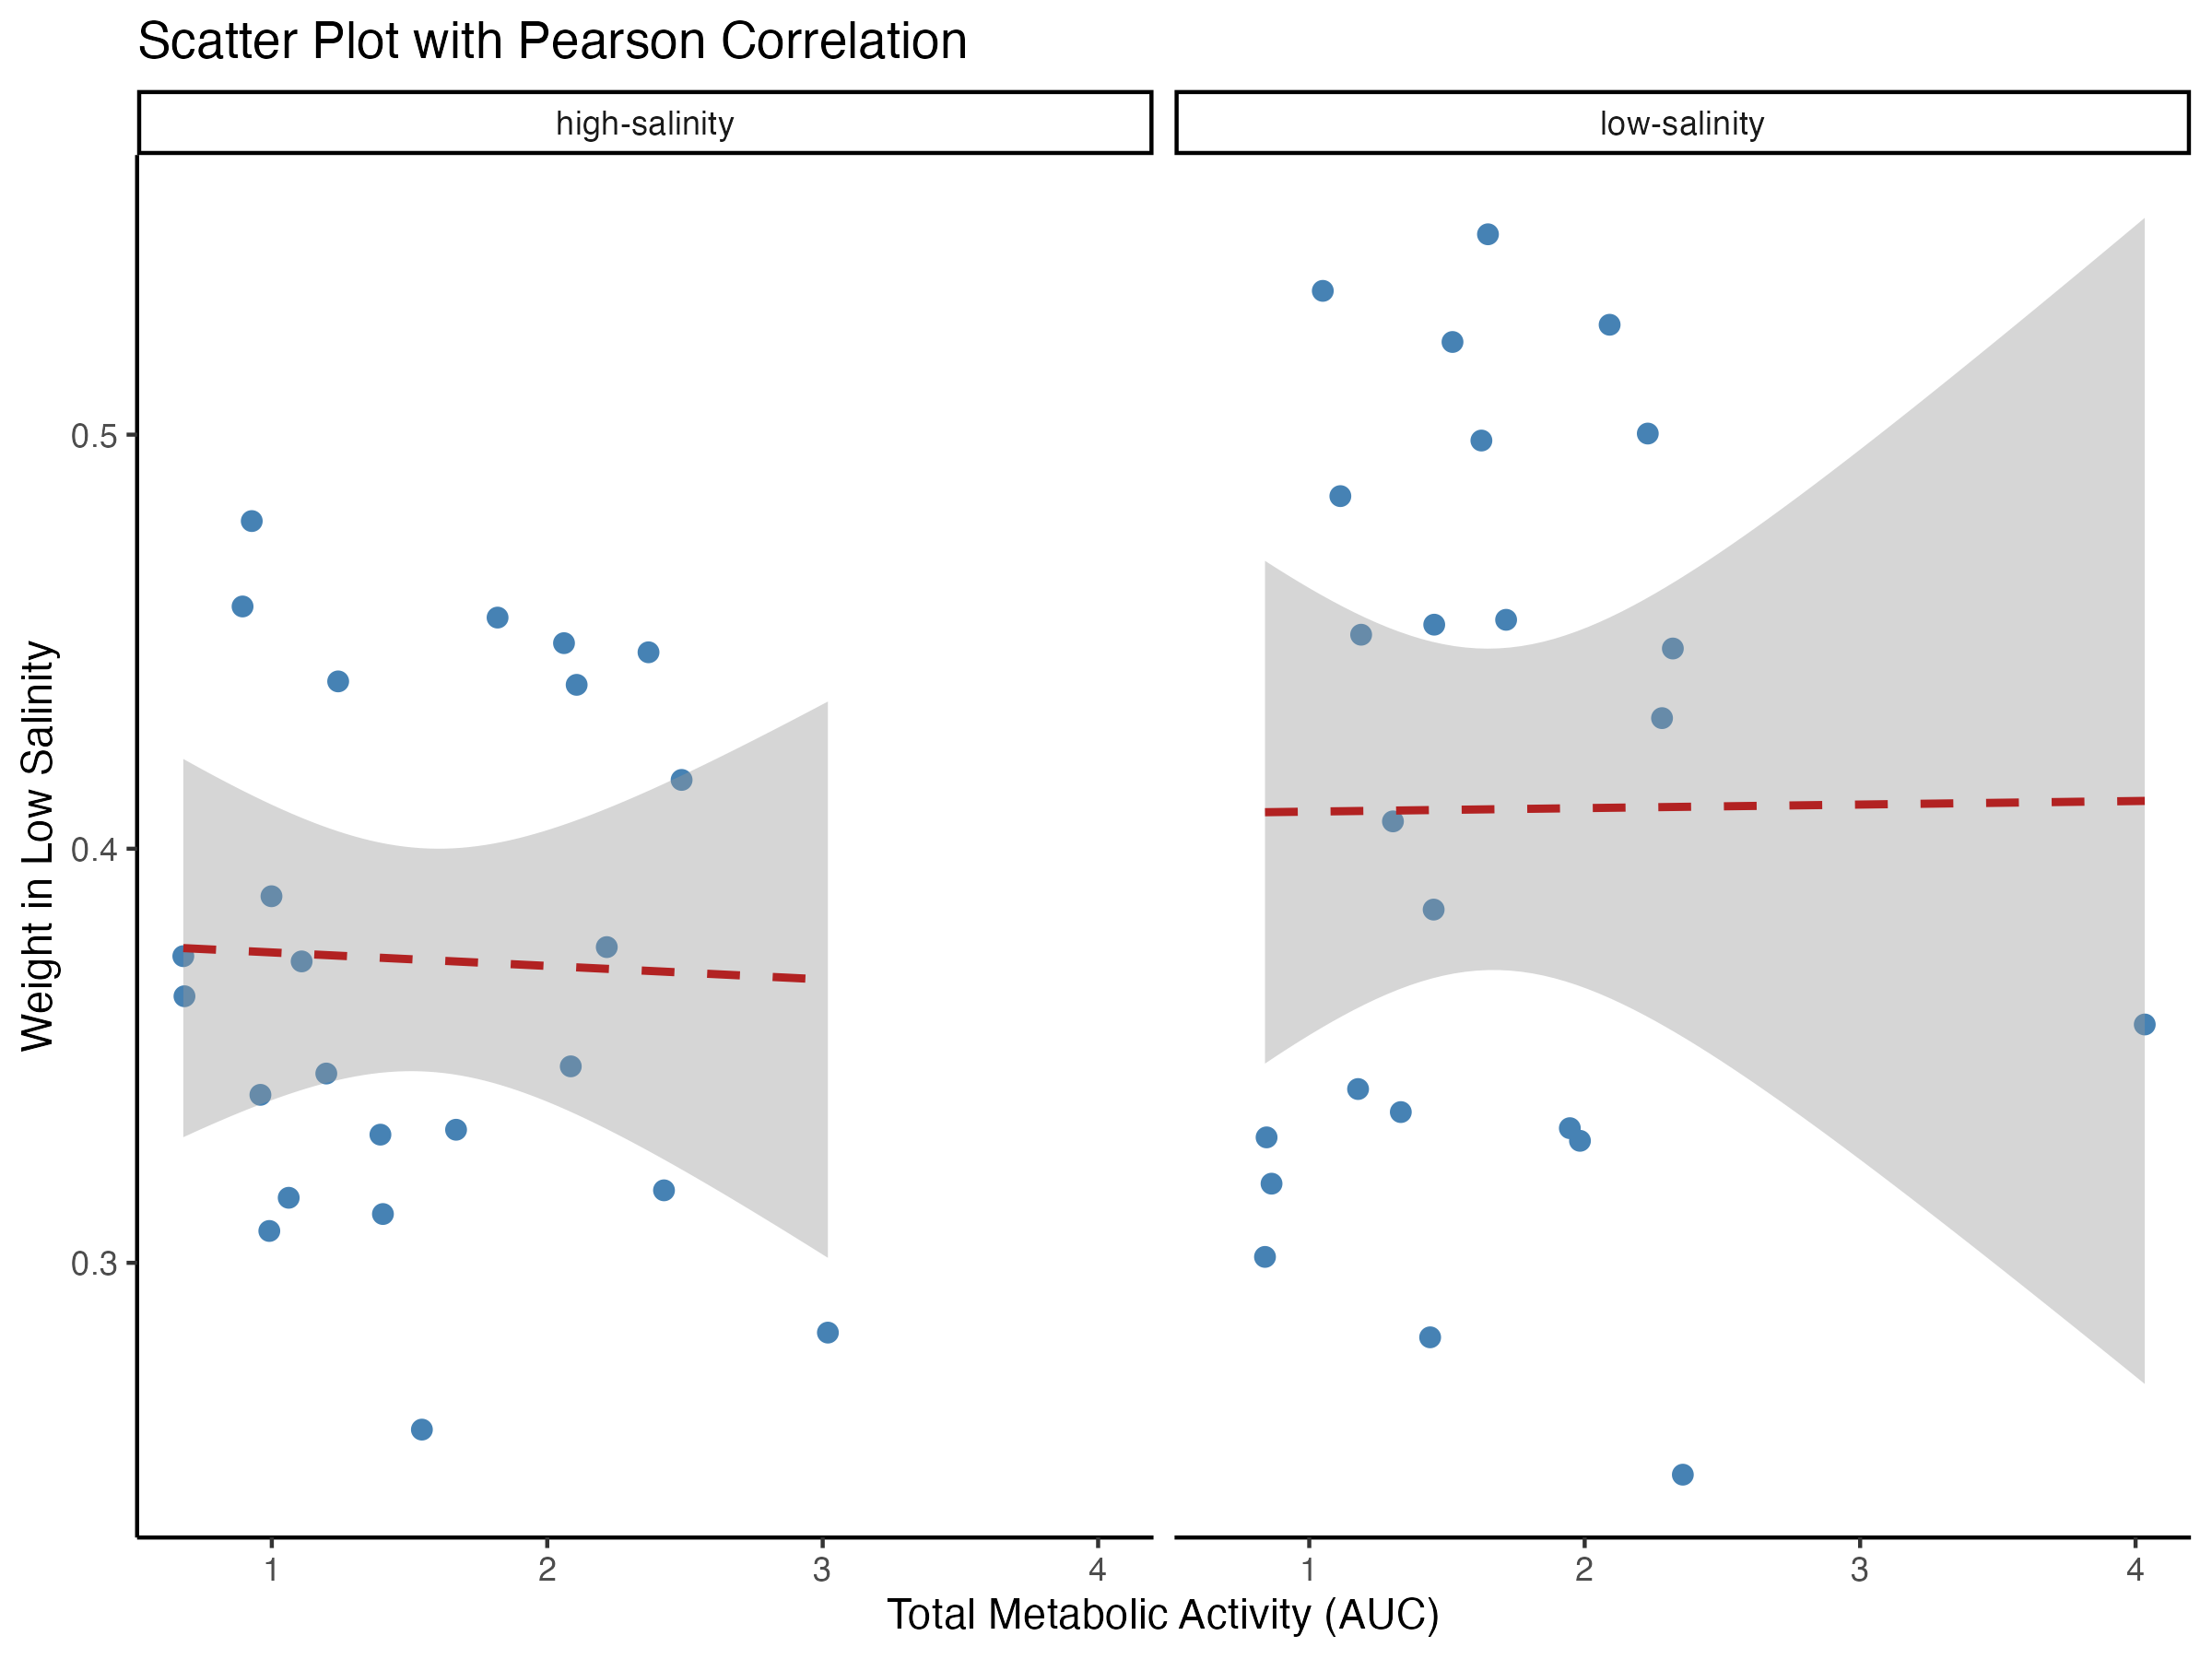 Scatter Plot with Pearson Correlation
high-salinity
low-salinity
Weight in Low Salinity
0.5
0.4
0.3
1 2 3 4
1 2 3 4
Total Metabolic Activity (AUC)